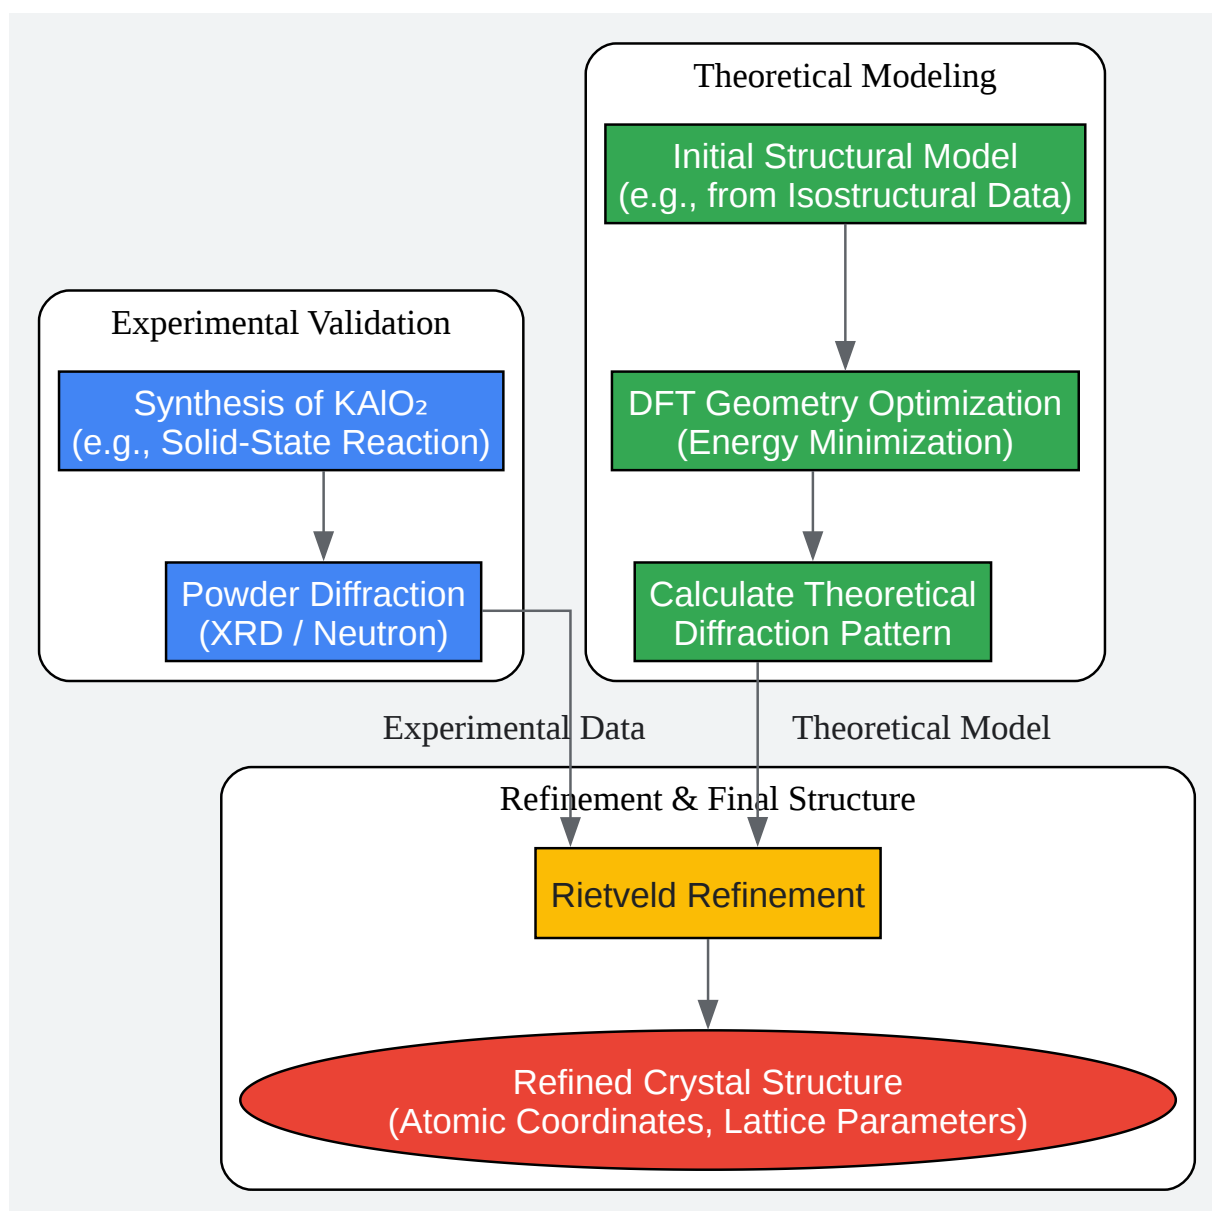 Theoretical Modeling
Initial Structural Model
(e.g., from Isostructural Data)
Experimental Validation
Synthesis of KAlO₂
(e.g., Solid-State Reaction)
DFT Geometry Optimization
(Energy Minimization)
Powder Diffraction
(XRD / Neutron)
Calculate Theoretical
Diffraction Pattern
Experimental Data
Theoretical Model
Refinement & Final Structure
Rietveld Refinement
Refined Crystal Structure
(Atomic Coordinates, Lattice Parameters)